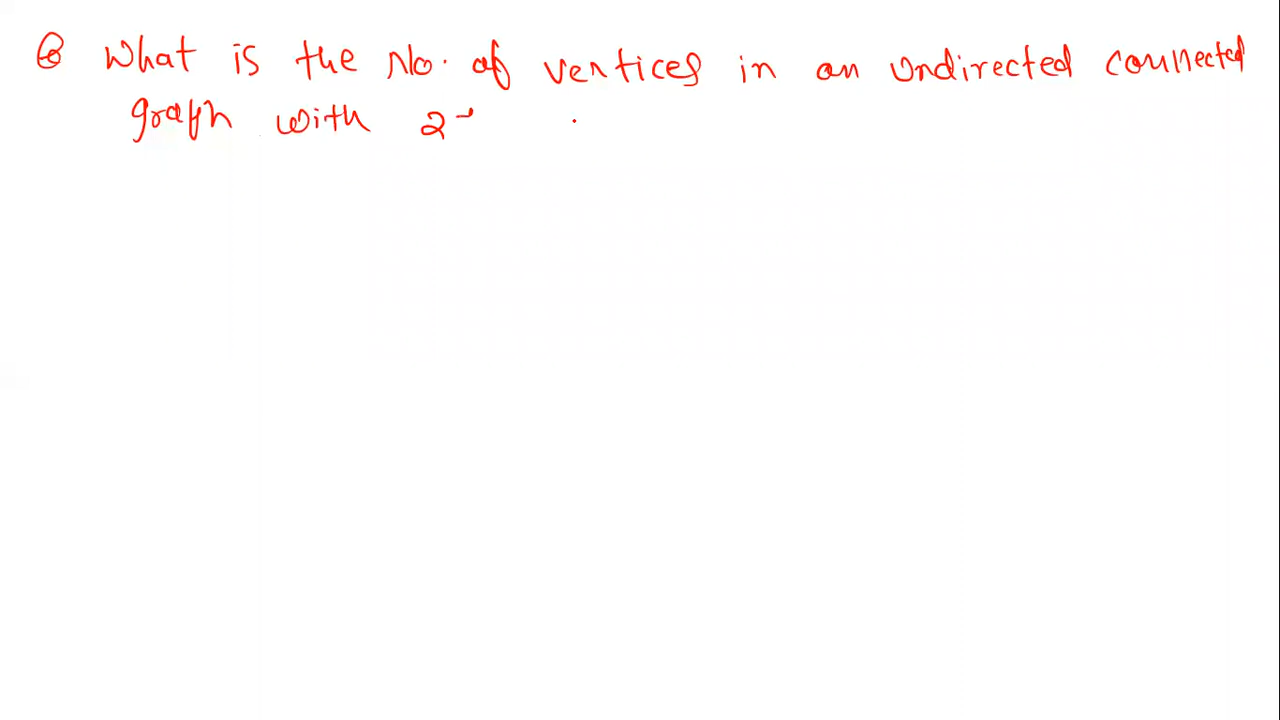 Q What is the No. of vertices in an undirected connected
graph with 2